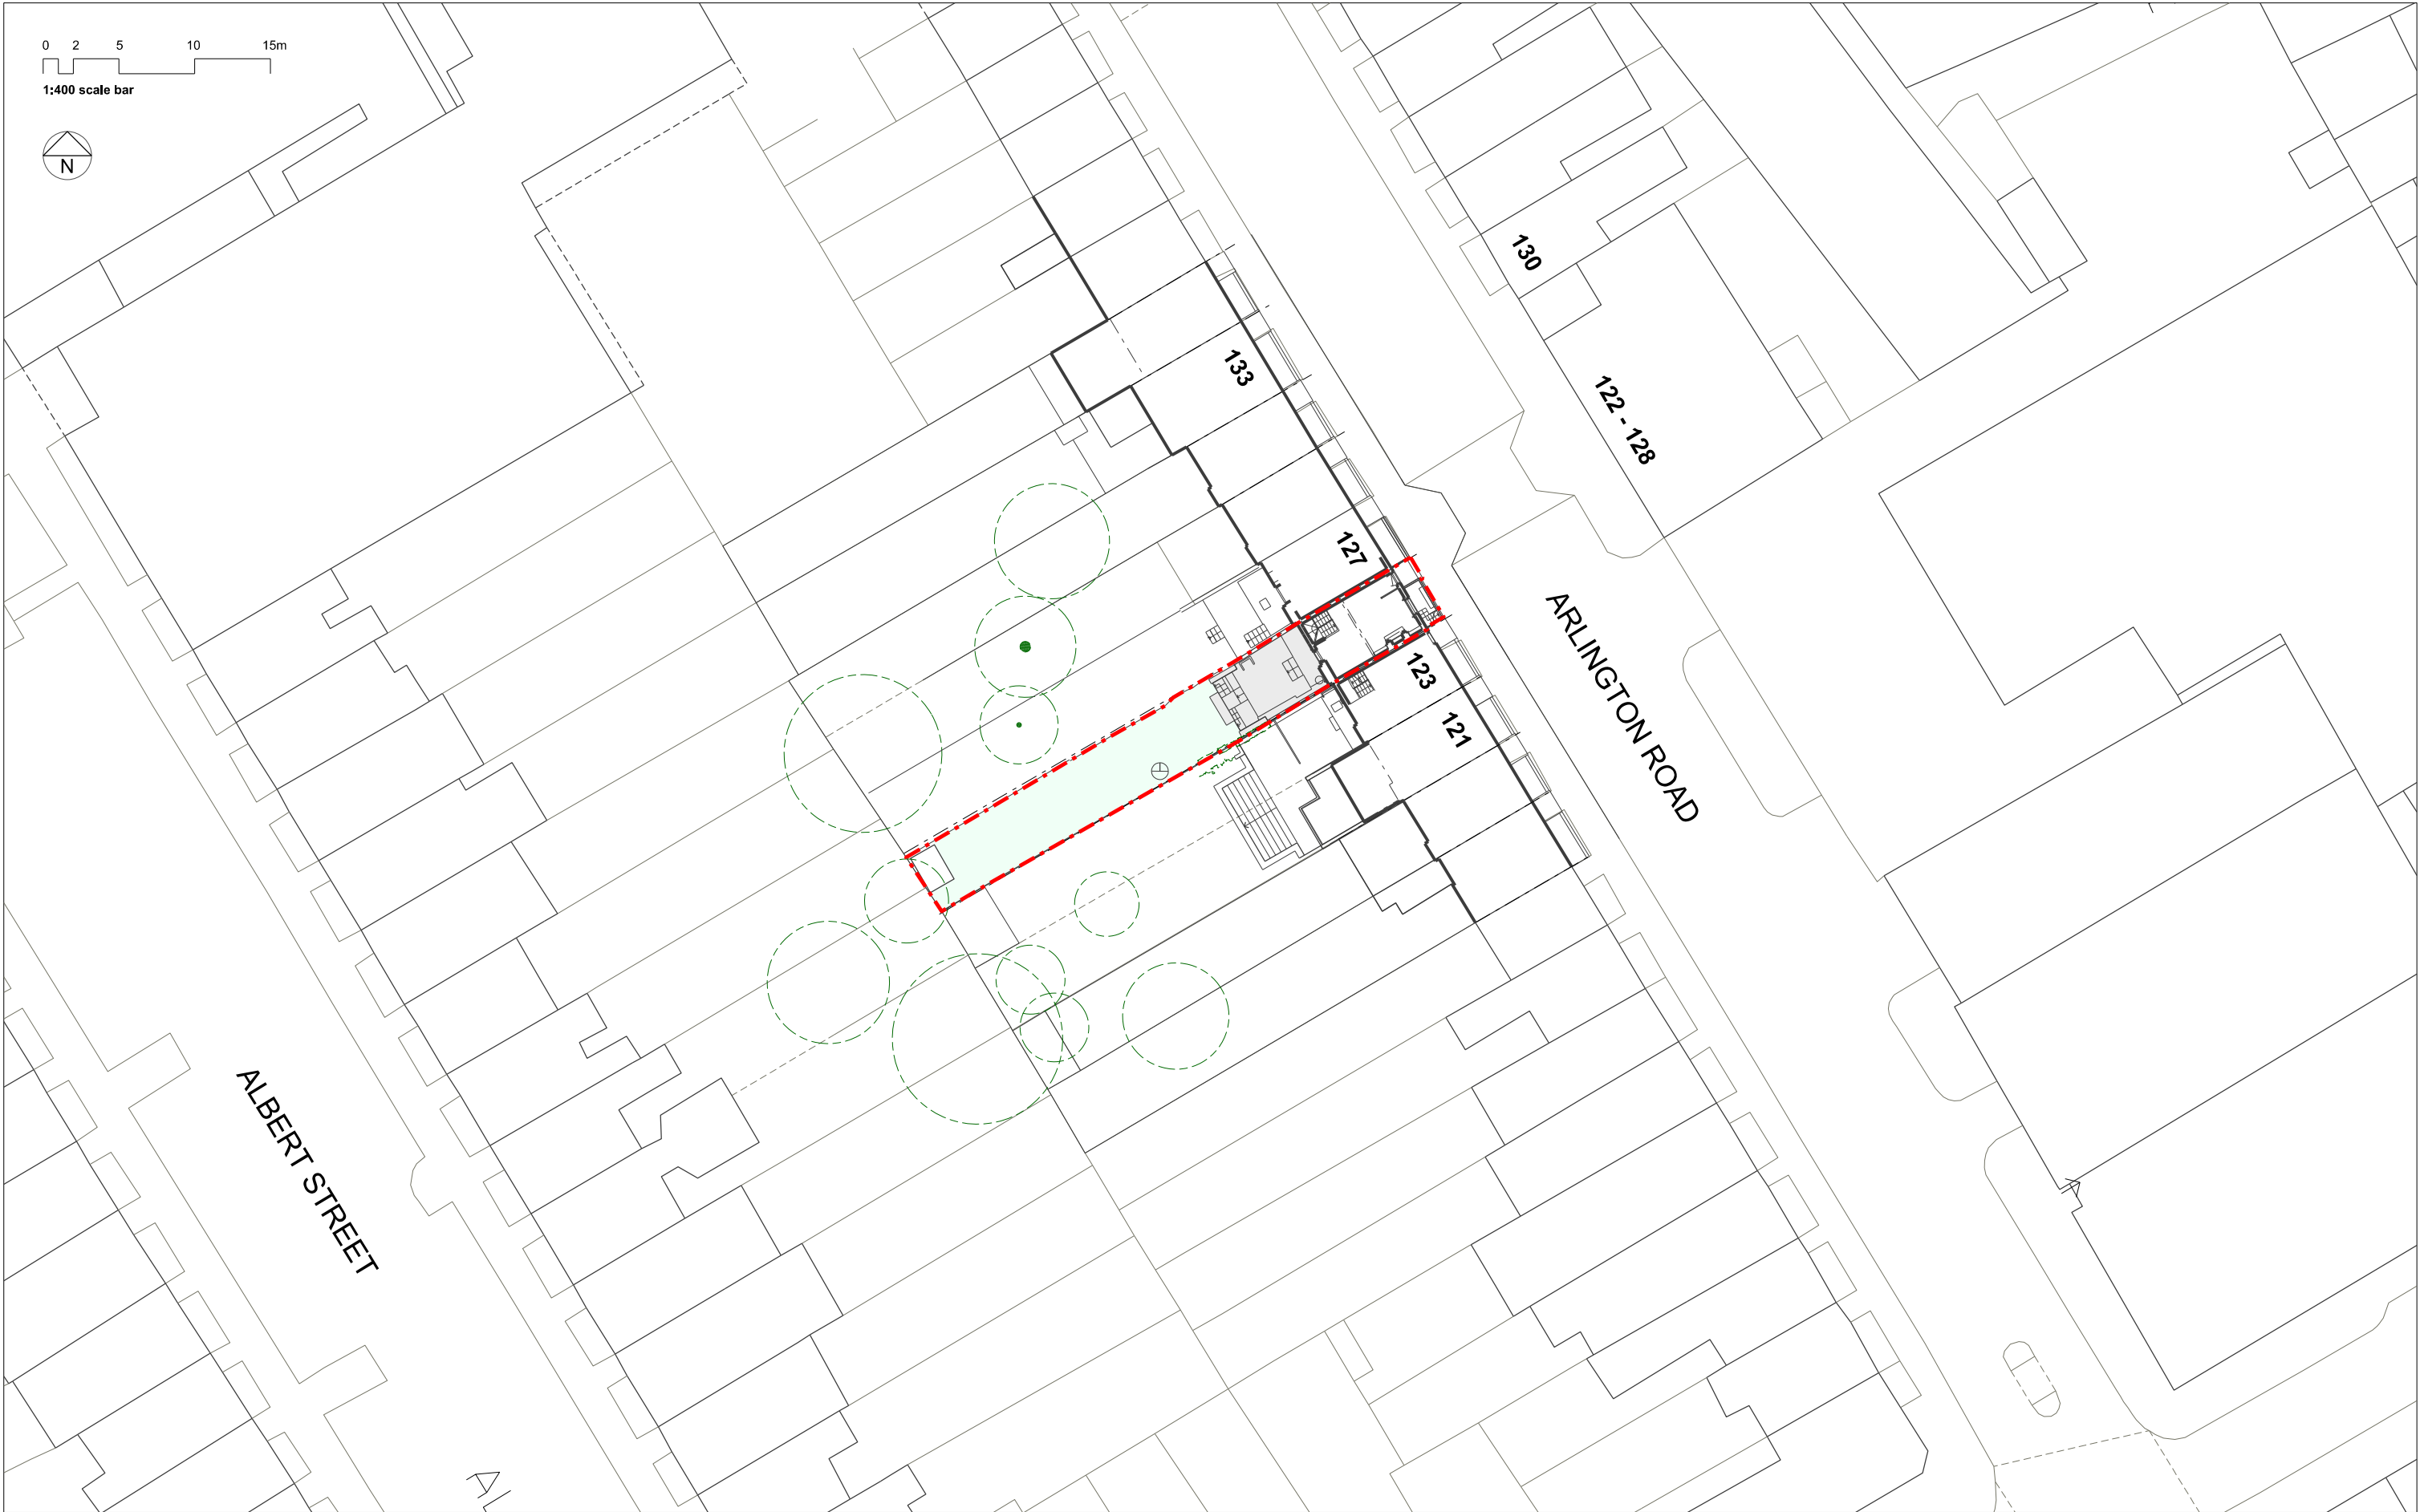 0 2 5 10 15m
1:400 scale bar
N
130
133
122 - 128
127
123
121
ARLINGTON ROAD
ALBERT STREET